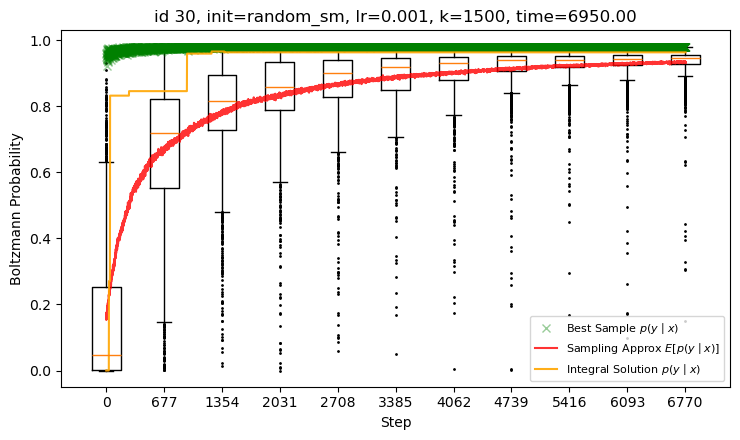 id 30, init=random_sm, lr=0.001, k=1500, time=6950.00
Boltzmann Probability
1.0
0.8
0.6
0.4
0.2
0.0
Best Sample p(y | x)
Sampling Approx E[p(y | x)]
Integral Solution p(y | x)
0 677 1354 2031 2708 3385 4062 4739 5416 6093 6770
Step